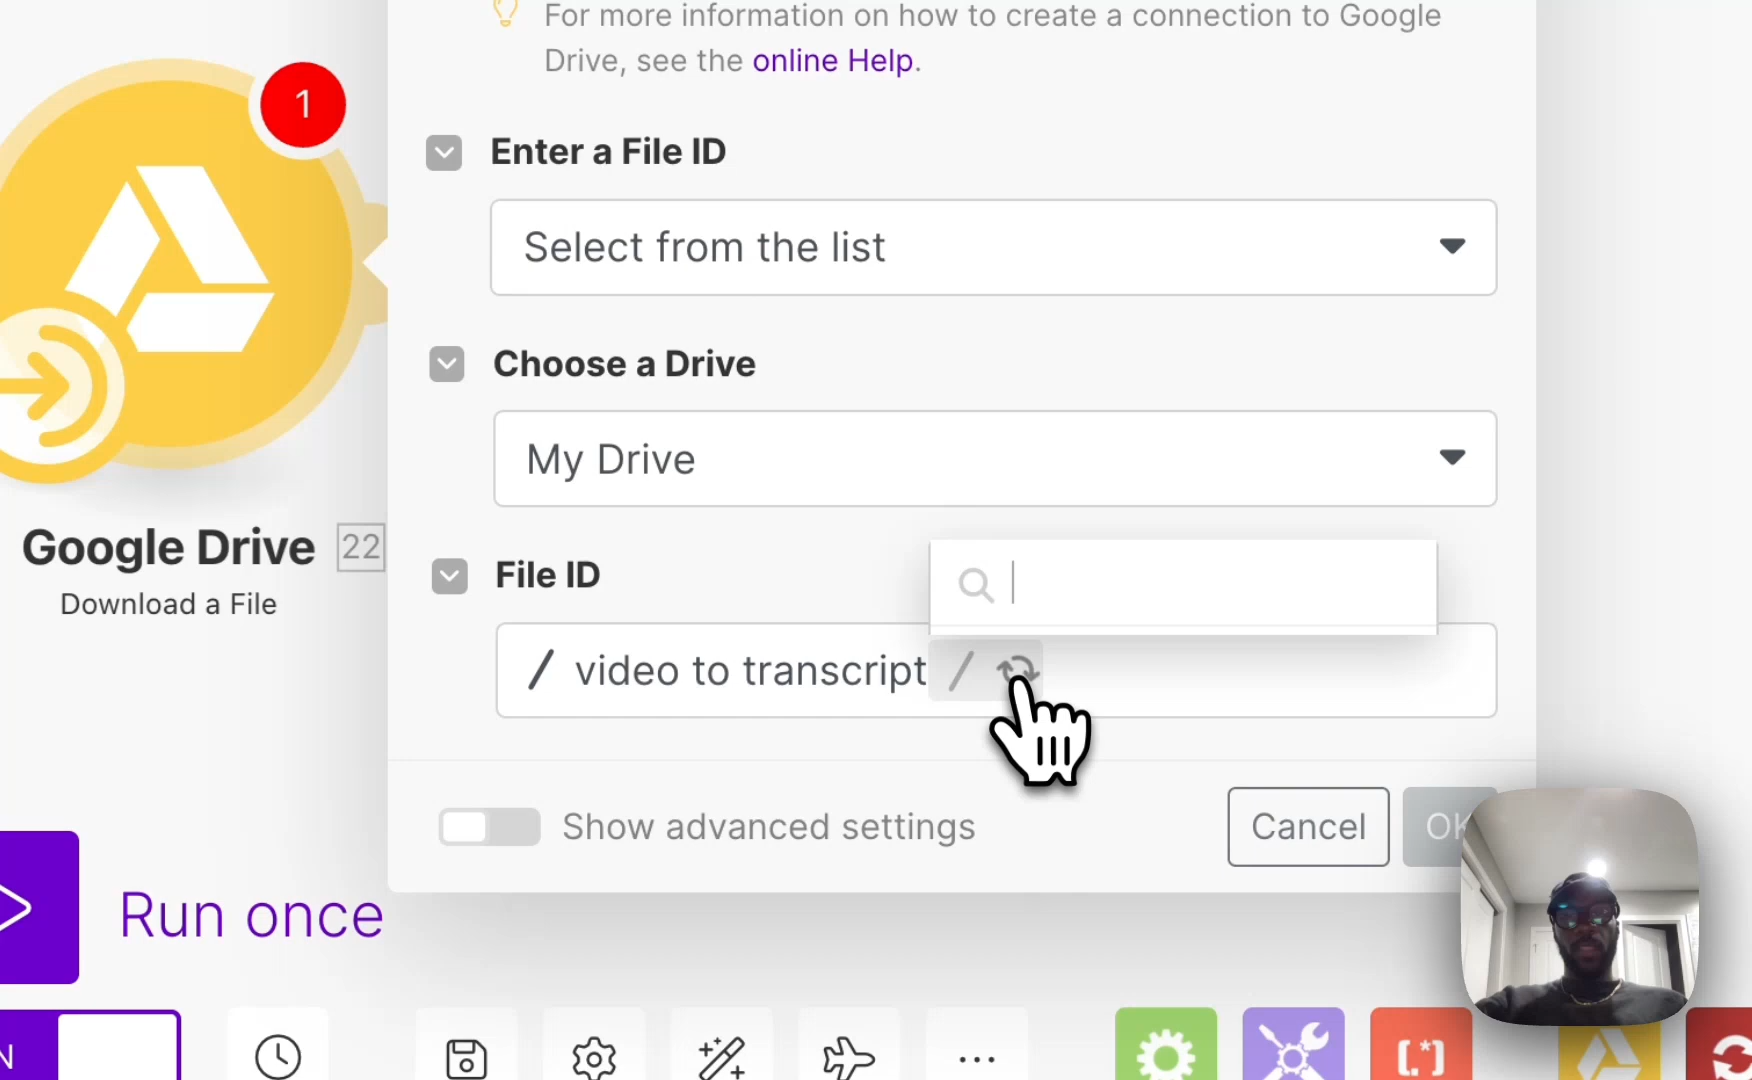 For more information on how to create a connection to Google
Drive, see the online Help.
1
Enter a File ID
Select from the list
Choose a Drive
My Drive
Google Drive 22
Download a File
File ID
/ video to transcript /
Show advanced settings
Cancel
OK
Run once
N
[.*]